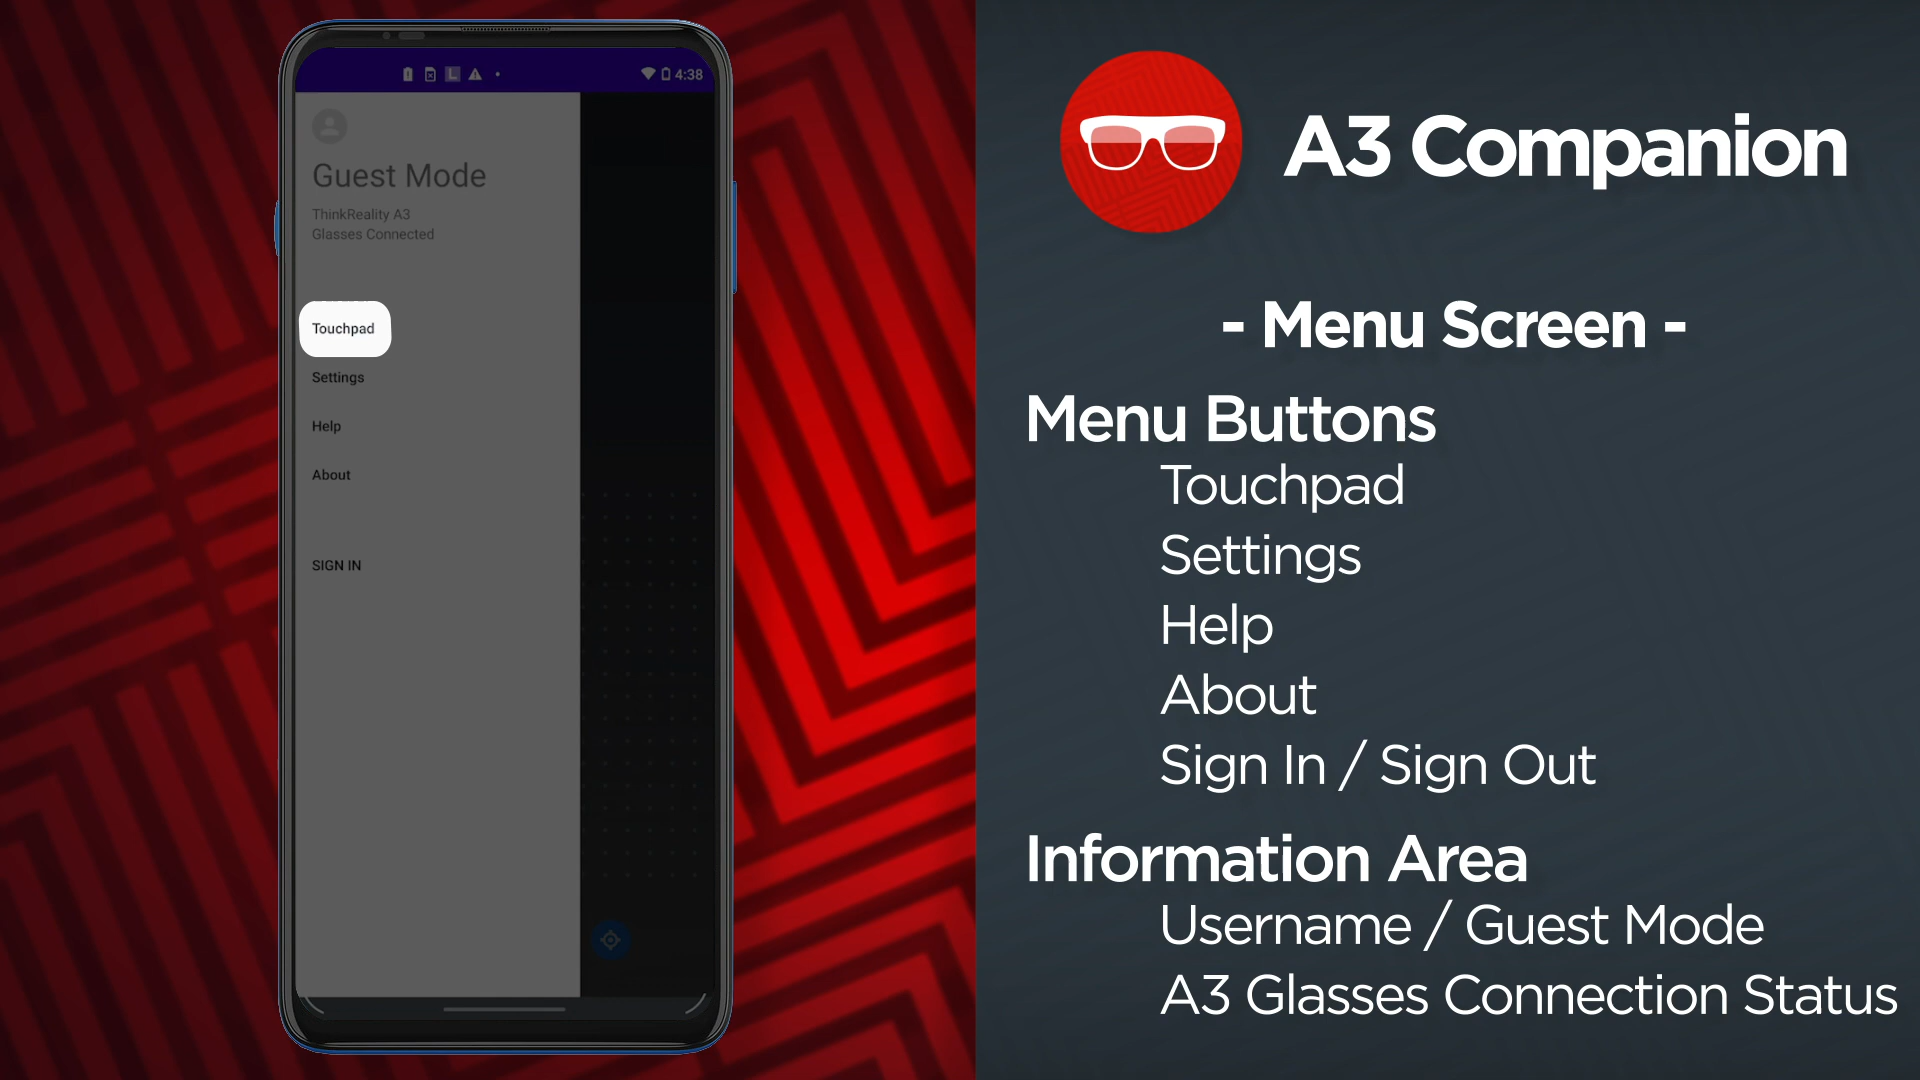 4:38
Guest Mode
ThinkReality A3
Glasses Connected
Touchpad
Settings
Help
About
SIGN IN
A3 Companion
- Menu Screen -
Menu Buttons
Touchpad
Settings
Help
About
Sign In / Sign Out
Information Area
Username / Guest Mode
A3 Glasses Connection Status